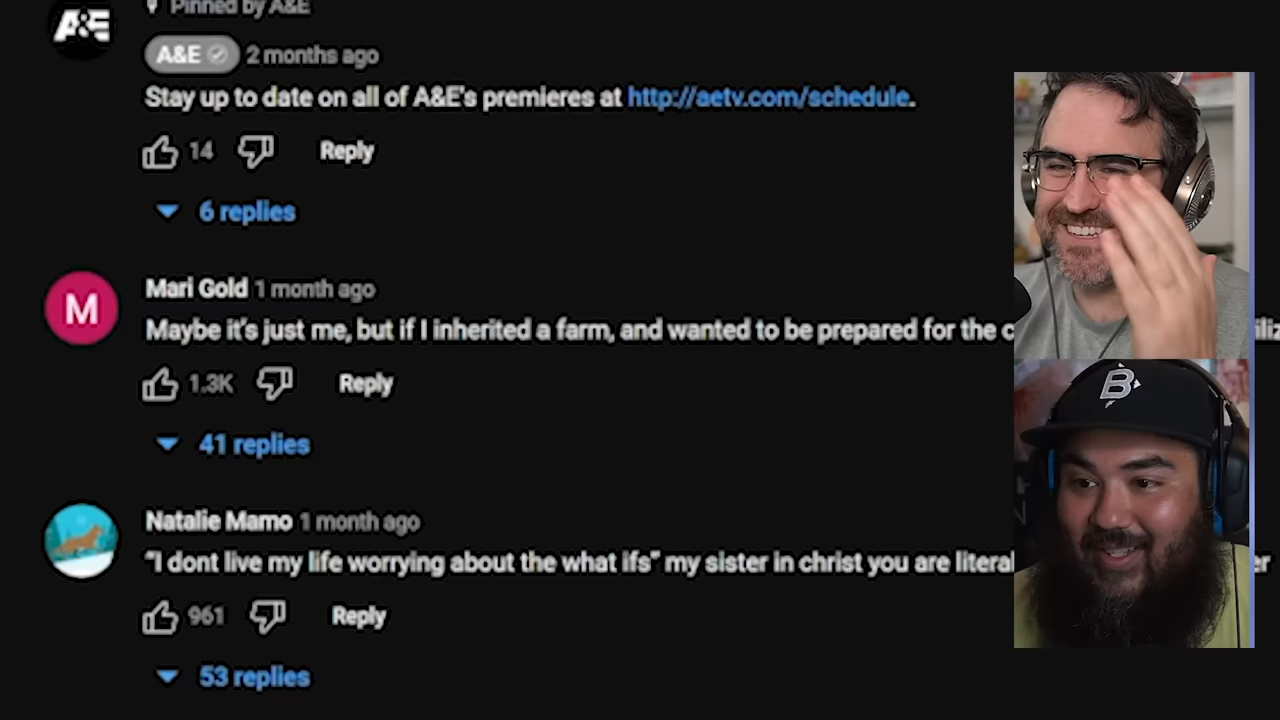 A&E
Pinned by A&E
A&E 2 months ago
Stay up to date on all of A&E's premieres at http://aetv.com/schedule.
14 Reply
6 replies
M
Mari Gold 1 month ago
Maybe it's just me, but if I inherited a farm, and wanted to be prepared for the
1.3K Reply
41 replies
Natalie Mamo 1 month ago
“I dont live my life worrying about the what ifs” my sister in christ you are
961 Reply
53 replies
B